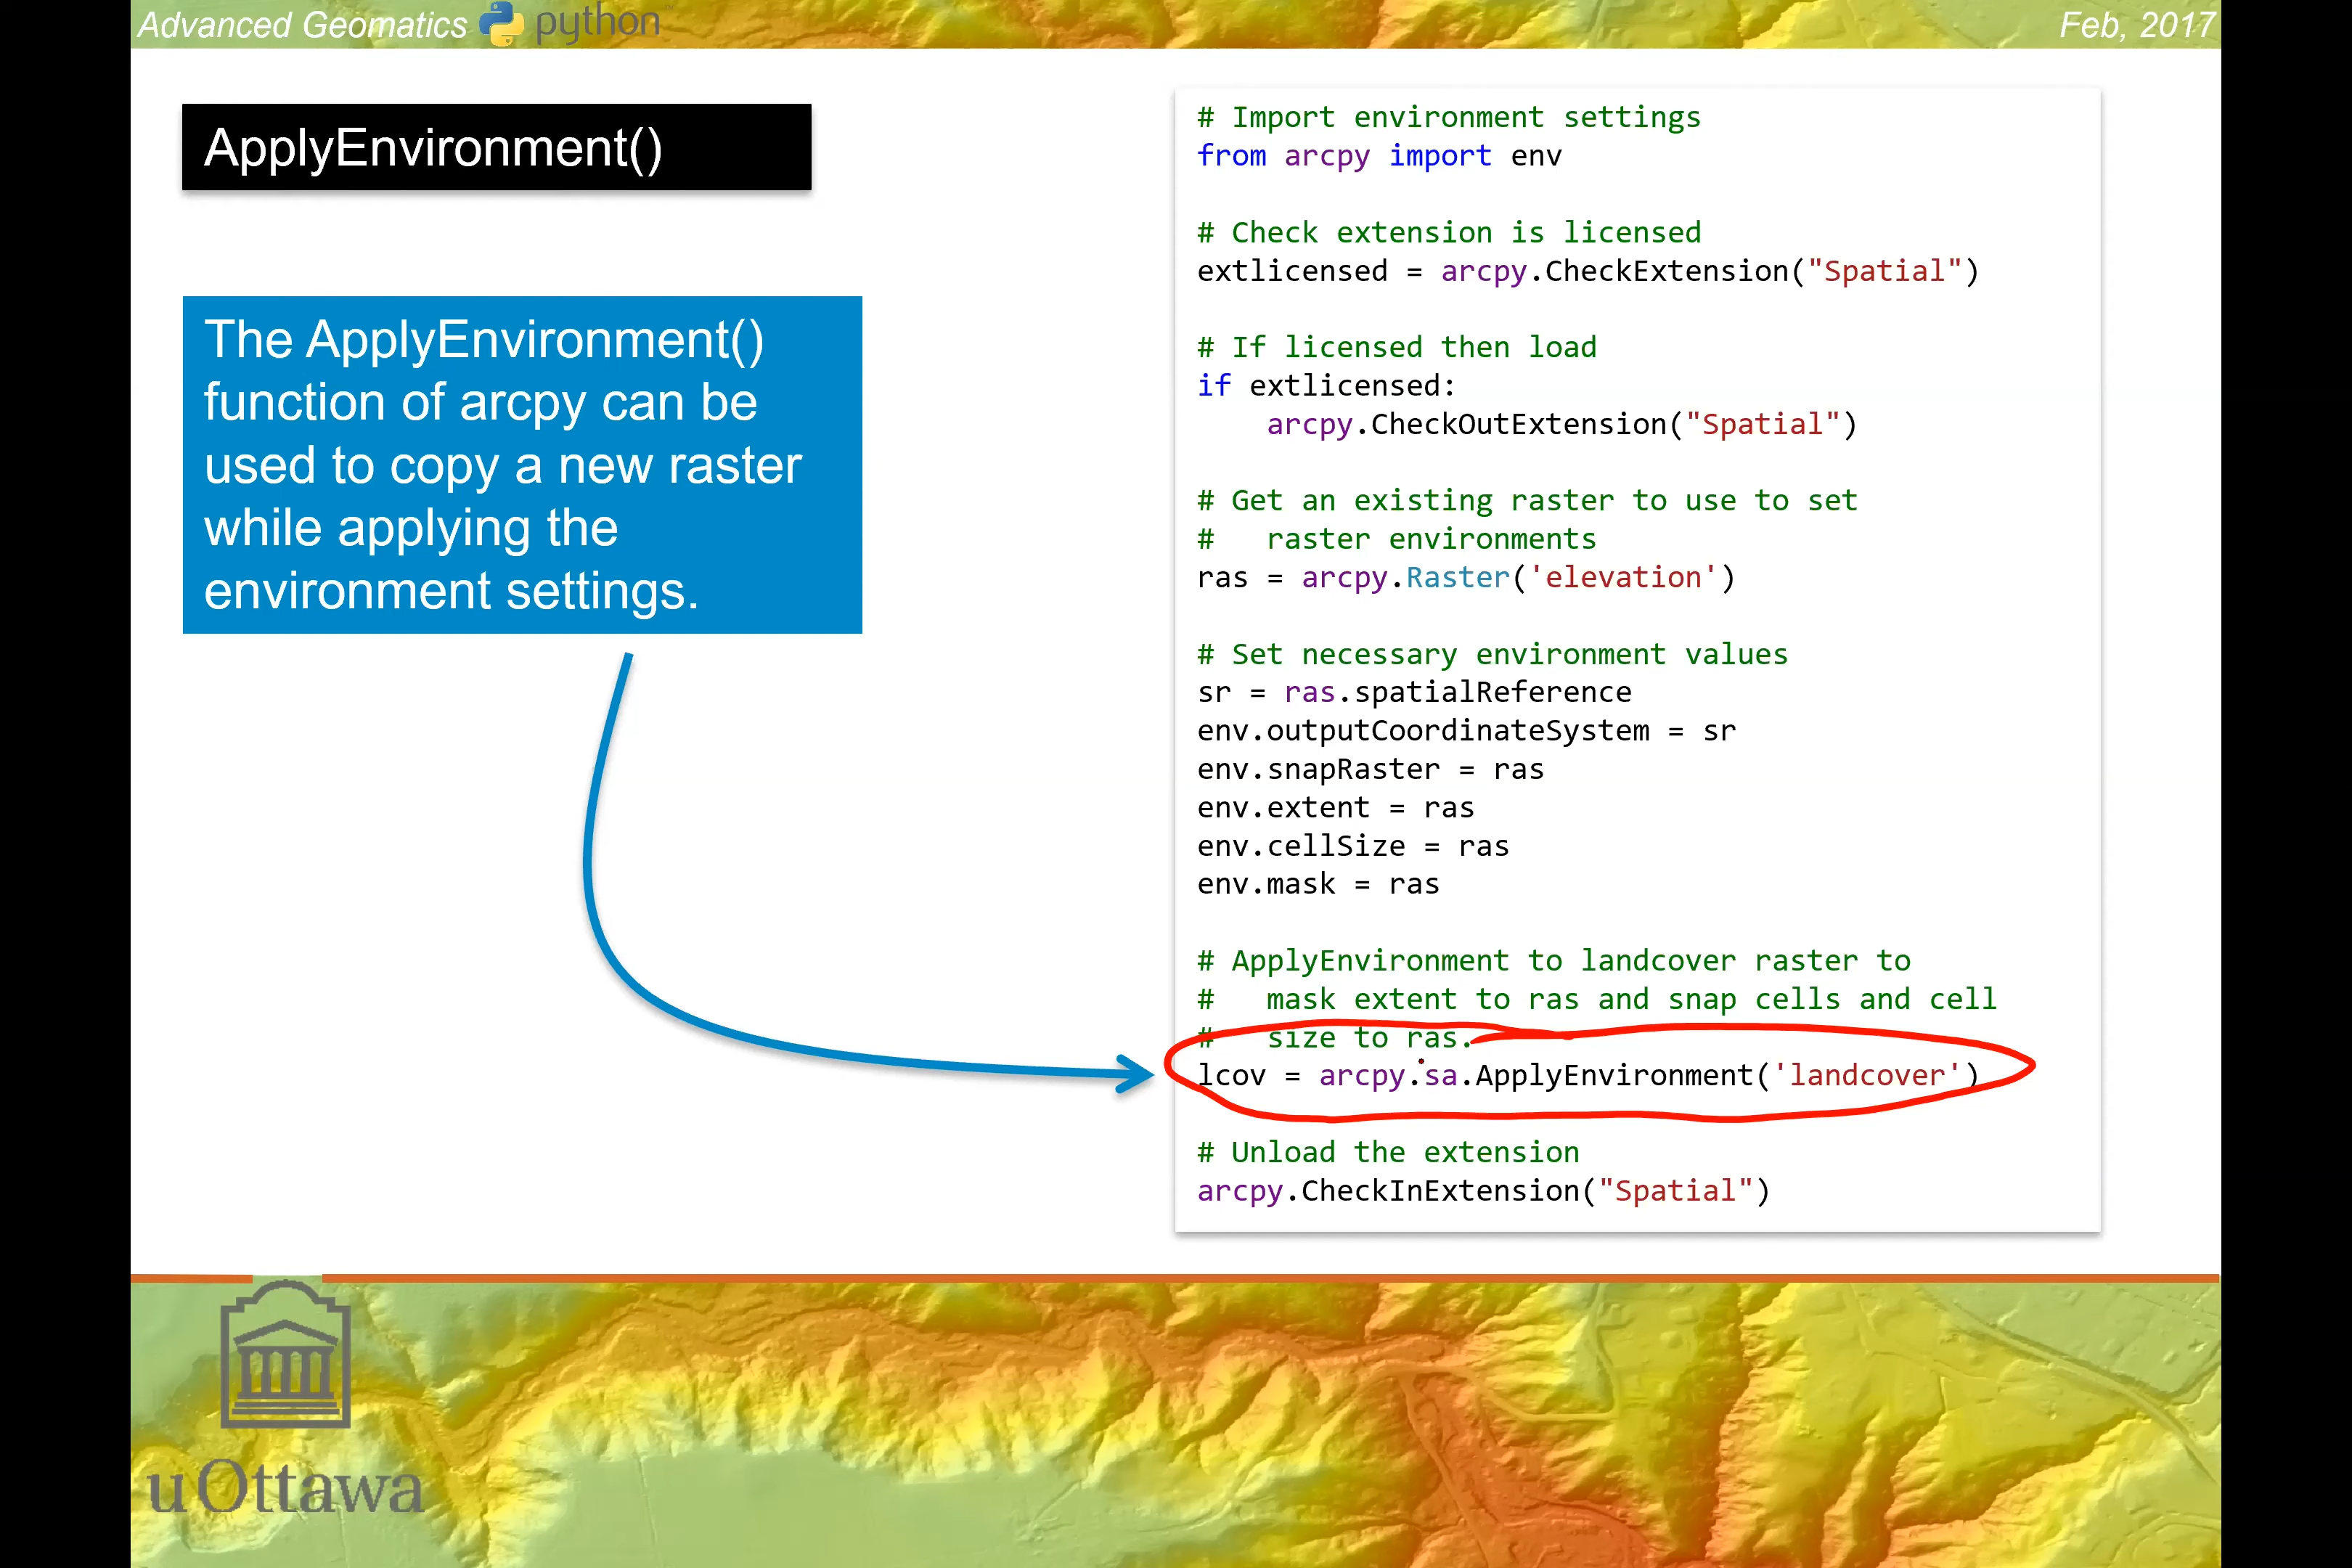 Advanced Geomatics python
Feb, 2017
ApplyEnvironment()
The ApplyEnvironment()
function of arcpy can be
used to copy a new raster
while applying the
environment settings.
# Import environment settings
from arcpy import env
# Check extension is licensed
extlicensed = arcpy.CheckExtension("Spatial")
# If licensed then load
if extlicensed:
    arcpy.CheckOutExtension("Spatial")
# Get an existing raster to use to set
#   raster environments
ras = arcpy.Raster('elevation')
# Set necessary environment values
sr = ras.spatialReference
env.outputCoordinateSystem = sr
env.snapRaster = ras
env.extent = ras
env.cellSize = ras
env.mask = ras
# ApplyEnvironment to landcover raster to
#   mask extent to ras and snap cells and cell
#   size to ras.
lcov = arcpy.sa.ApplyEnvironment('landcover')
# Unload the extension
arcpy.CheckInExtension("Spatial")
uOttawa